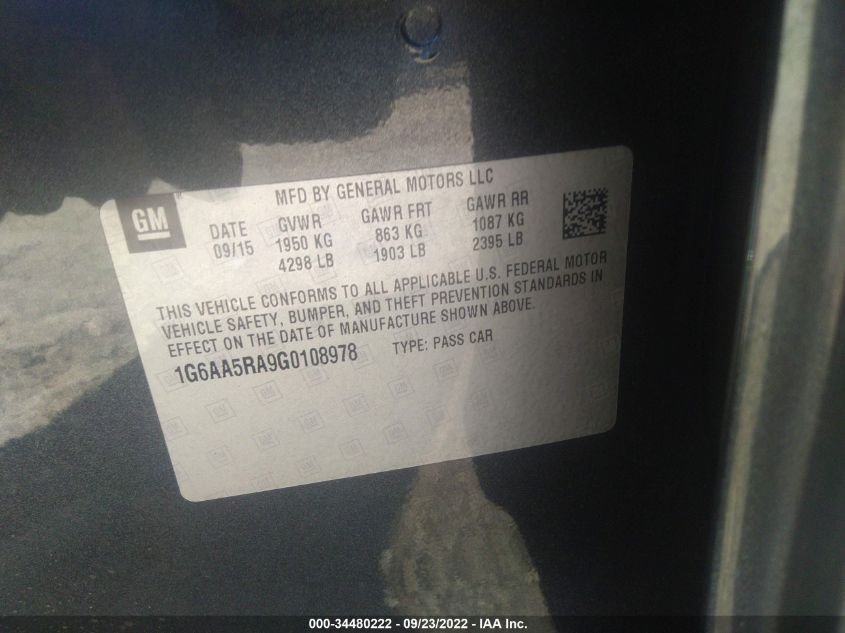 MFD BY GENERAL MOTORS LLC
GM
DATE GVWR GAWR FRT GAWR RR
09/15 1950 KG 863 KG 1087 KG
4298 LB 1903 LB 2395 LB
THIS VEHICLE CONFORMS TO ALL APPLICABLE U.S. FEDERAL MOTOR
VEHICLE SAFETY, BUMPER, AND THEFT PREVENTION STANDARDS IN
EFFECT ON THE DATE OF MANUFACTURE SHOWN ABOVE.
1G6AA5RA9G0108978 TYPE: PASS CAR
000-34480222 - 09/23/2022 - IAA Inc.